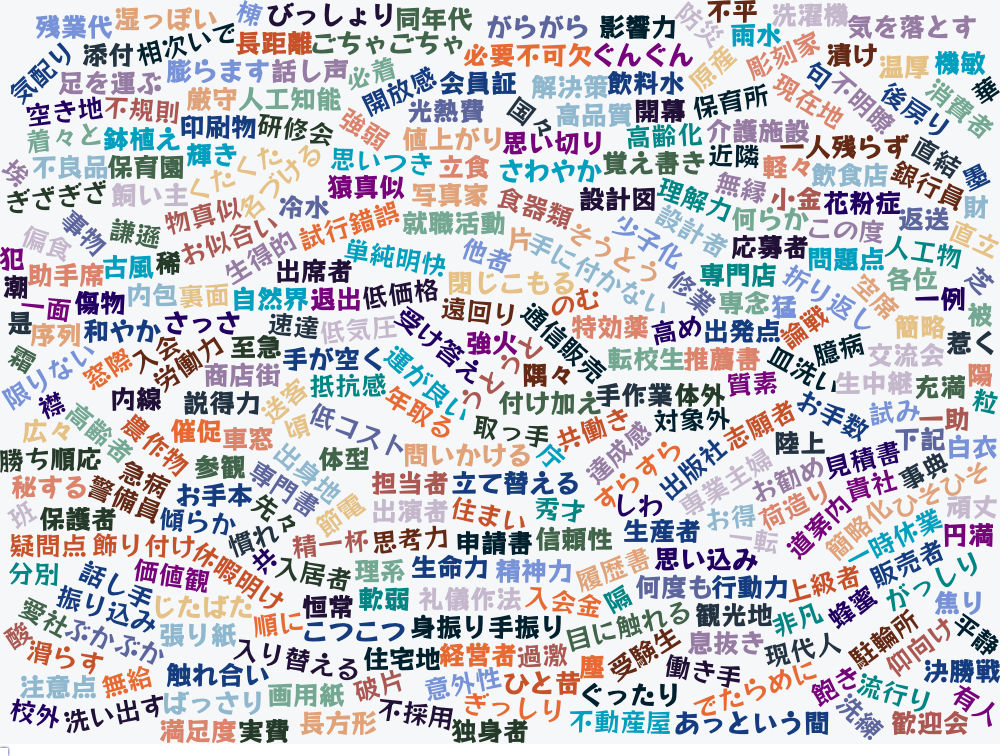 残業代 湿っぽい 棟 びっしょり 同年代 がらがら 影響力 防災 不平 洗濯機 気を落とす
気配り 添付 相次いで 長距離 ごちゃごちゃ 必要不可欠 ぐんぐん 雨水 彫刻家 漬け 温厚 機敏
足を運ぶ 膨らます 話し声 必着 開放感 会員証 解決策 飲料水 原産 句 不明瞭 後戻り 消費者 華
空き地 不規則 厳守 人工知能 光熱費 国々 高品質 開幕 保育所 現在地
着々と 鉢植え 印刷物 研修会 強弱 値上がり 思い切り 高齢化 介護施設 一人残らず 直結
埃 不良品 保育園 輝き くたくた 名づける 思いつき 立食 さわやか 覚え書き 近隣 軽々 飲食店 銀行員 墨
ぎざぎざ 飼い主 物真似 冷水 猿真似 写真家 食器類 設計図 理解力 無縁 小金 花粉症 返送 財
偏食 事物 謙遜 お似合い 試行錯誤 就職活動 そうとう 少子化 設計者 何らか この度 直立
犯 助手席 古風 稀 生得的 出席者 単純明快 他者 片手に付かない 応募者 問題点 人工物
潮 一面 傷物 内包 裏面 自然界 退出 低価格 閉じこもる のむ 修業 専門店 折り返し 各位 空席 芝
是 序列 和やか さっさ 速達 低気圧 受け答え 遠回り 通信販売 特効薬 高め 専念 猛 出発点 論戦 一例 簡略 被
霜 限りない 窓際 入会 労働力 至急 手が空く 運が良い 強火 うつ 隅々 転校生 推薦書 皿洗い 臆病 交流会 惹く
襟 内線 商店街 説得力 送客 抵抗感 年取る 付け加え 手作業 体外 質素 生中継 充満 陽 粒
広々 高齢者 農作物 催促 車窓 頃 低コスト 取っ手 共働き 対象外 志願者 お手数 試み 一助
勝ち順応 急病 参観 専門書 出身地 体型 問いかける 庁 達成感 出版社 陸上 下記 白衣
秘する 警備員 お手本 先々 節電 担当者 立て替える すらすら 専業主婦 お勧め 見積書 貴社 事典 ひそひそ
班 保護者 傾らか 慣れ 出演者 住まい 秀才 しわ 生産者 お得 荷造り 道案内 簡略化 頑丈
疑問点 飾り付け 休暇明け 井 精一杯 思考力 申請書 信頼性 一転 一時休業 円満
分別 話し手 価値観 入居者 理系 生命力 精神力 履歴書 思い込み 何度も 行動力 上級者 販売者 がっしり
愛社 振り込み じたばた 恒常 軟弱 礼儀作法 入会金 隔 観光地 非凡 蜂蜜 焦り
酸 ぶかぶか 張り紙 順に こつこつ 身振り手振り 目に触れる 息抜き 現代人 駐輪所 仰向け 平静
滑らす 入り替える 住宅地 経営者 過激 塵 受験生 働き手 決勝戦
注意点 無給 触れ合い 画用紙 破片 意外性 ひと昔 ぐったり でたらめに 飽き 流行り 有人
校外 洗い出す ばっさり 不採用 ぎっしり 洗練
満足度 実費 長方形 独身者 不動産屋 あっという間 歓迎会